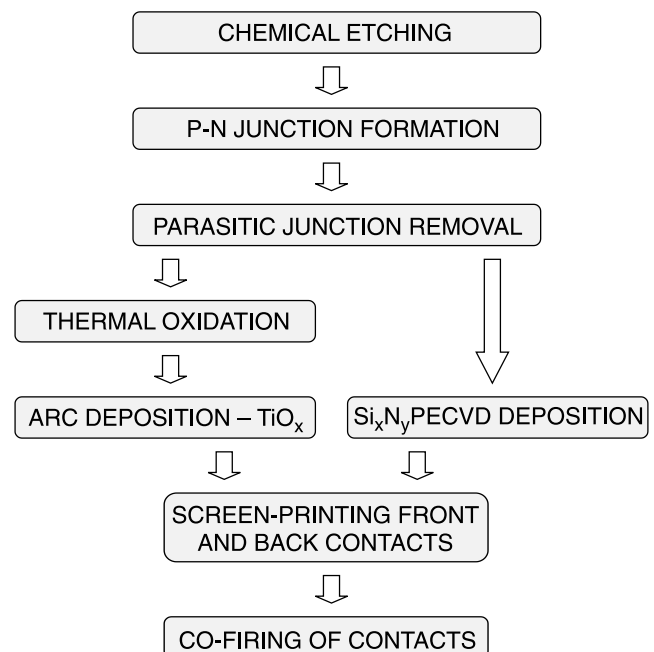 CHEMICAL ETCHING
P-N JUNCTION FORMATION
PARASITIC JUNCTION REMOVAL
THERMAL OXIDATION
ARC DEPOSITION – TiOₓ
SiₓNᵧPECVD DEPOSITION
SCREEN-PRINTING FRONT
AND BACK CONTACTS
CO-FIRING OF CONTACTS